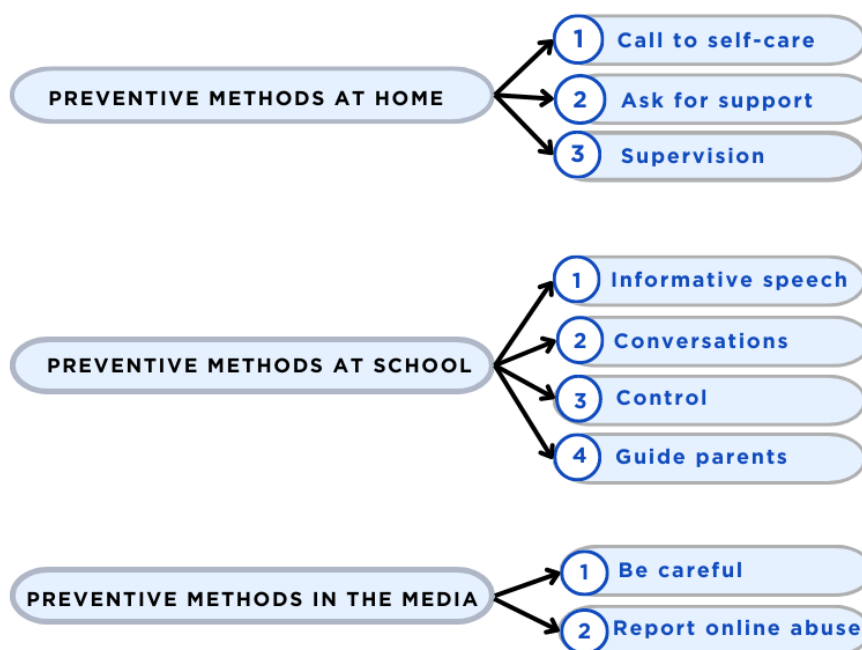 PREVENTIVE METHODS AT HOME
1 Call to self-care
2 Ask for support
3 Supervision
PREVENTIVE METHODS AT SCHOOL
1 Informative speech
2 Conversations
3 Control
4 Guide parents
PREVENTIVE METHODS IN THE MEDIA
1 Be careful
2 Report online abuse